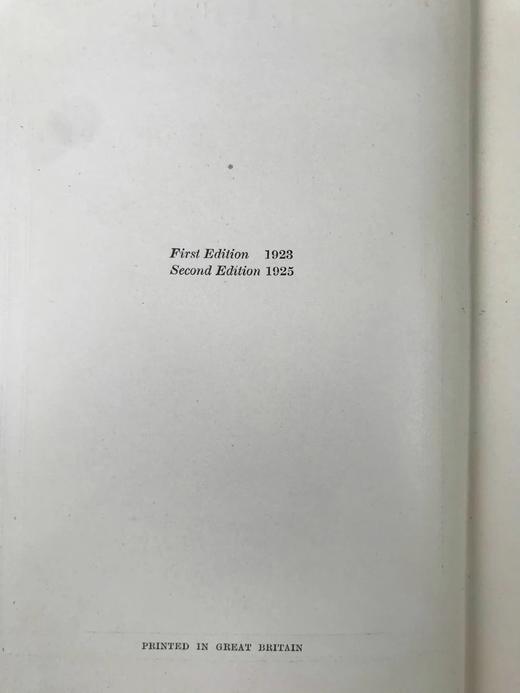 First Edition 1923
Second Edition 1925
PRINTED IN GREAT BRITAIN